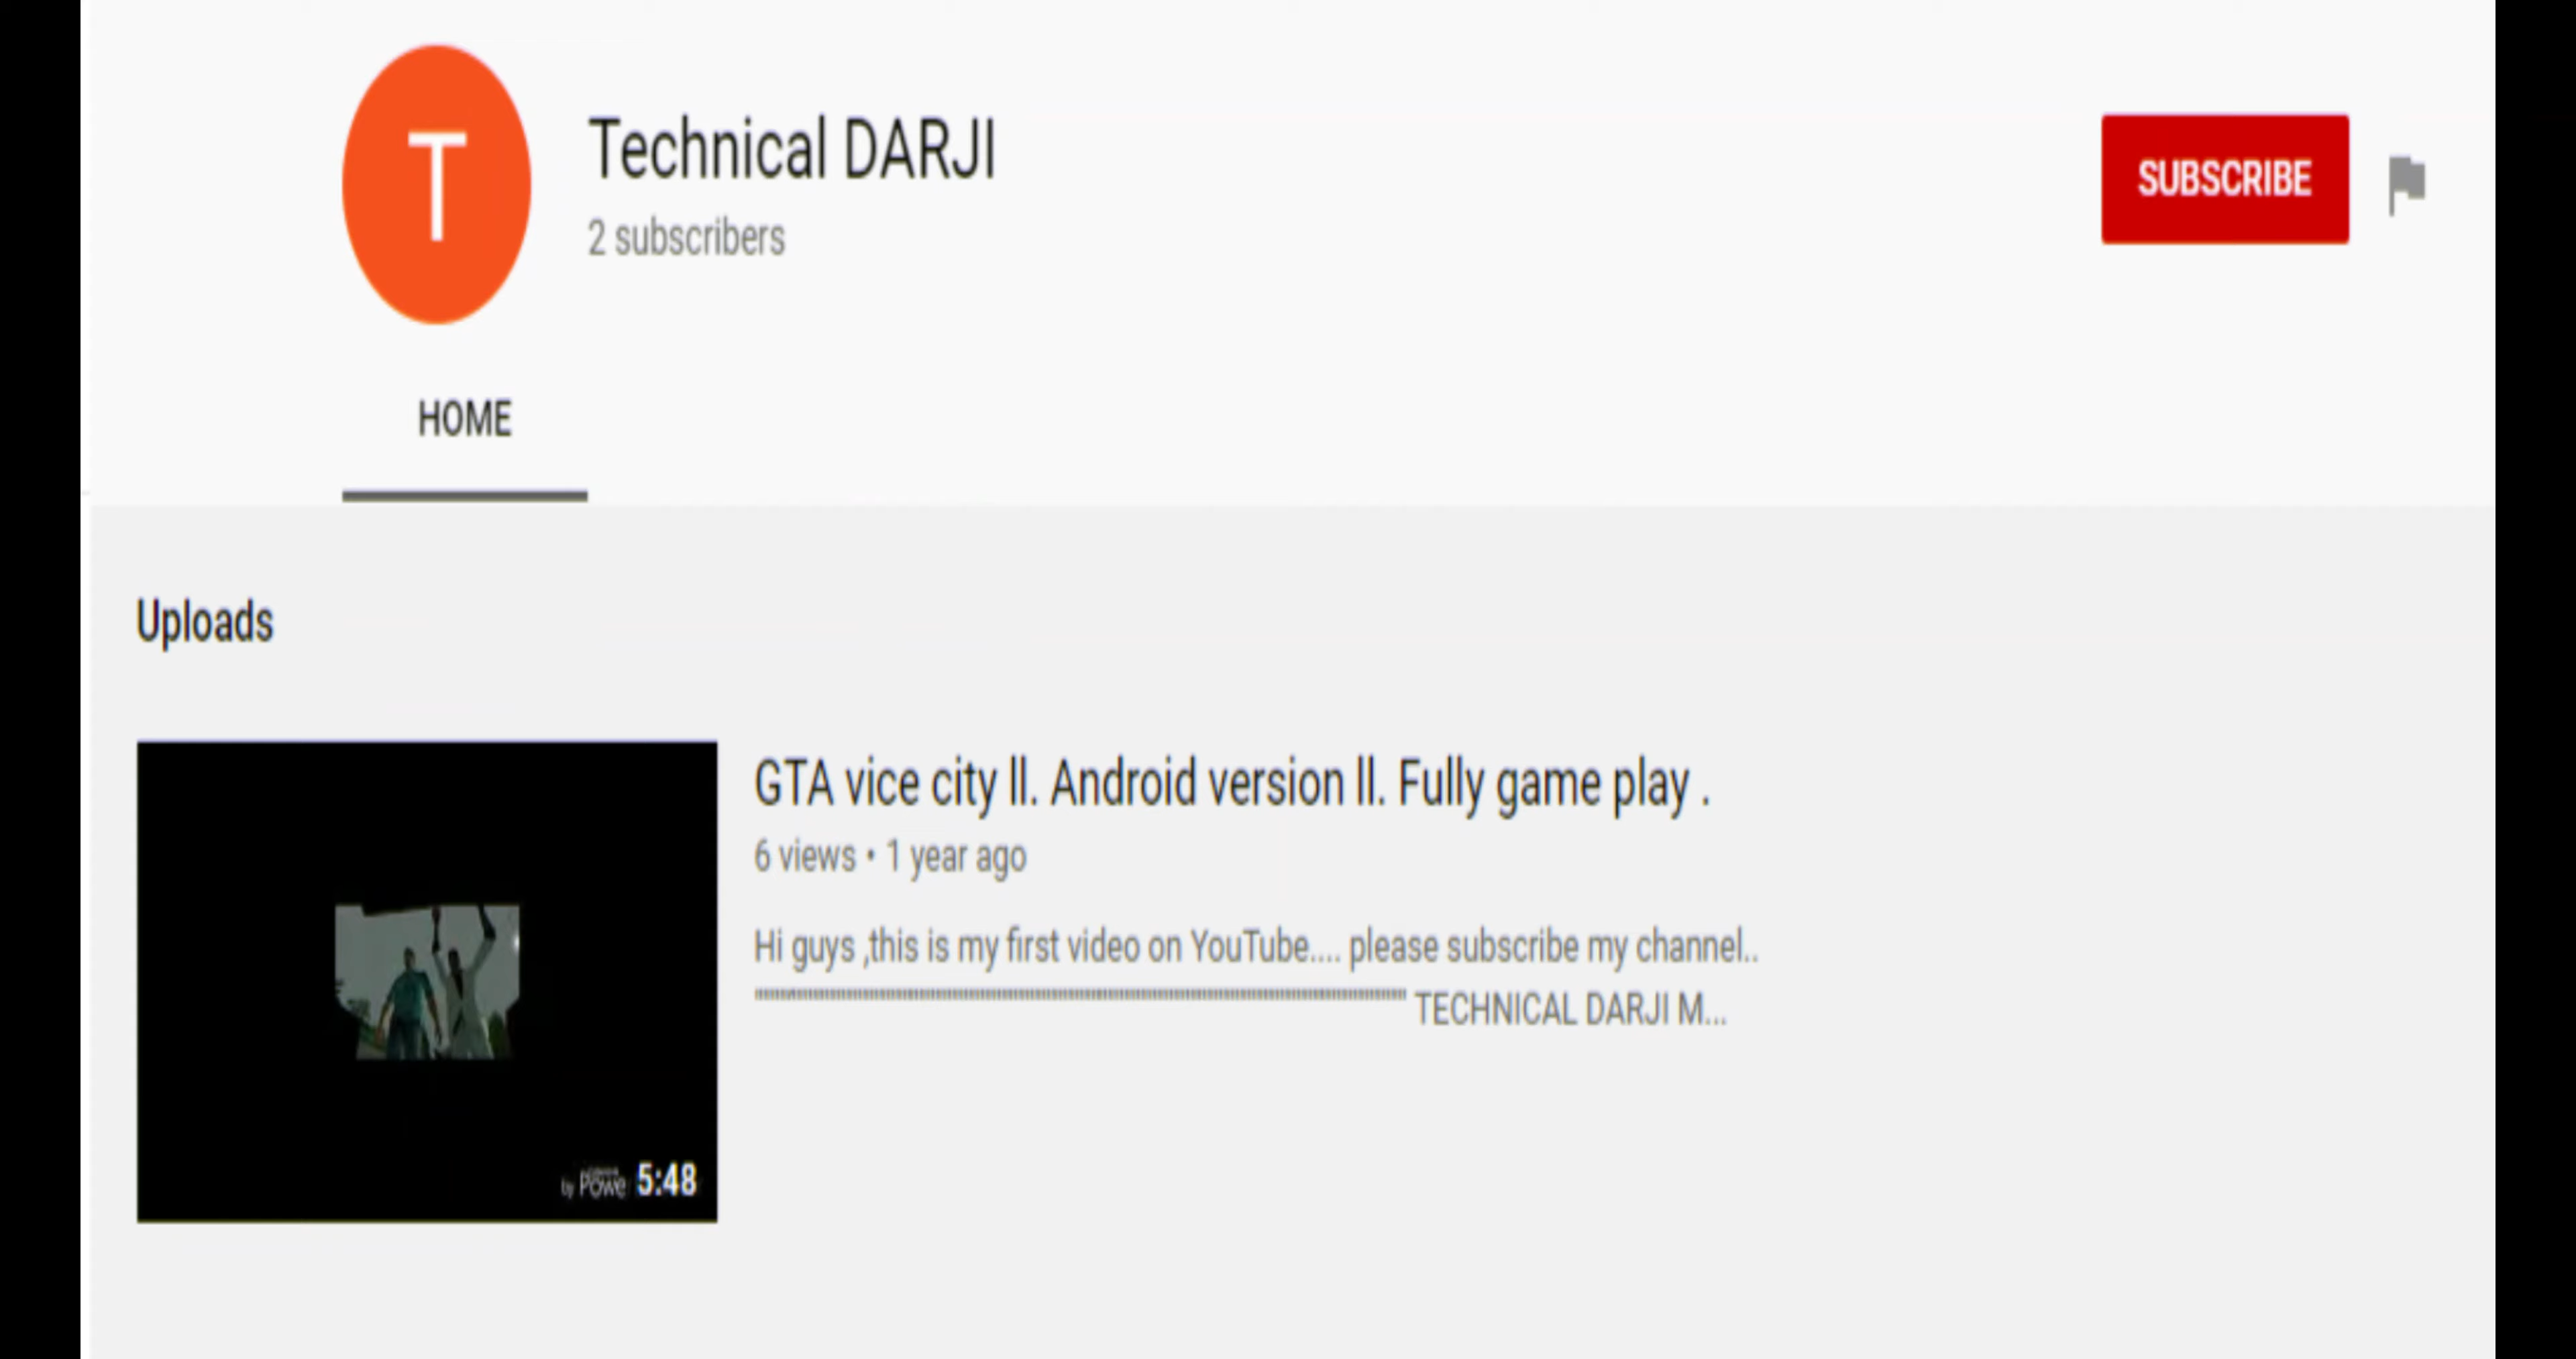 T
Technical DARJI
2 subscribers
SUBSCRIBE
HOME
Uploads
GTA vice city ll. Android version ll. Fully game play .
6 views • 1 year ago
Hi guys ,this is my first video on YouTube.... please subscribe my channel..
TECHNICAL DARJI M...
by Powe 5:48